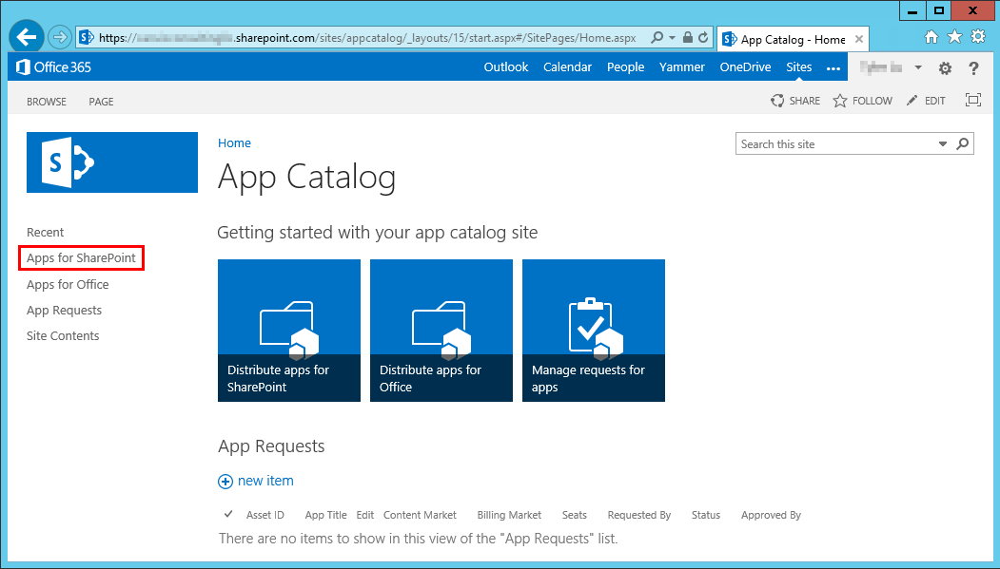 https:// .sharepoint.com/sites/appcatalog/_layouts/15/start.aspx#/SitePages/Home.aspx
App Catalog - Home
Office 365
Outlook Calendar People Yammer OneDrive Sites ...
BROWSE PAGE
SHARE FOLLOW EDIT
S
Home
Search this site
App Catalog
Recent
Apps for SharePoint
Apps for Office
App Requests
Site Contents
Getting started with your app catalog site
Distribute apps for
SharePoint
Distribute apps for
Office
Manage requests for
apps
App Requests
new item
Asset ID App Title Edit Content Market Billing Market Seats Requested By Status Approved By
There are no items to show in this view of the "App Requests" list.